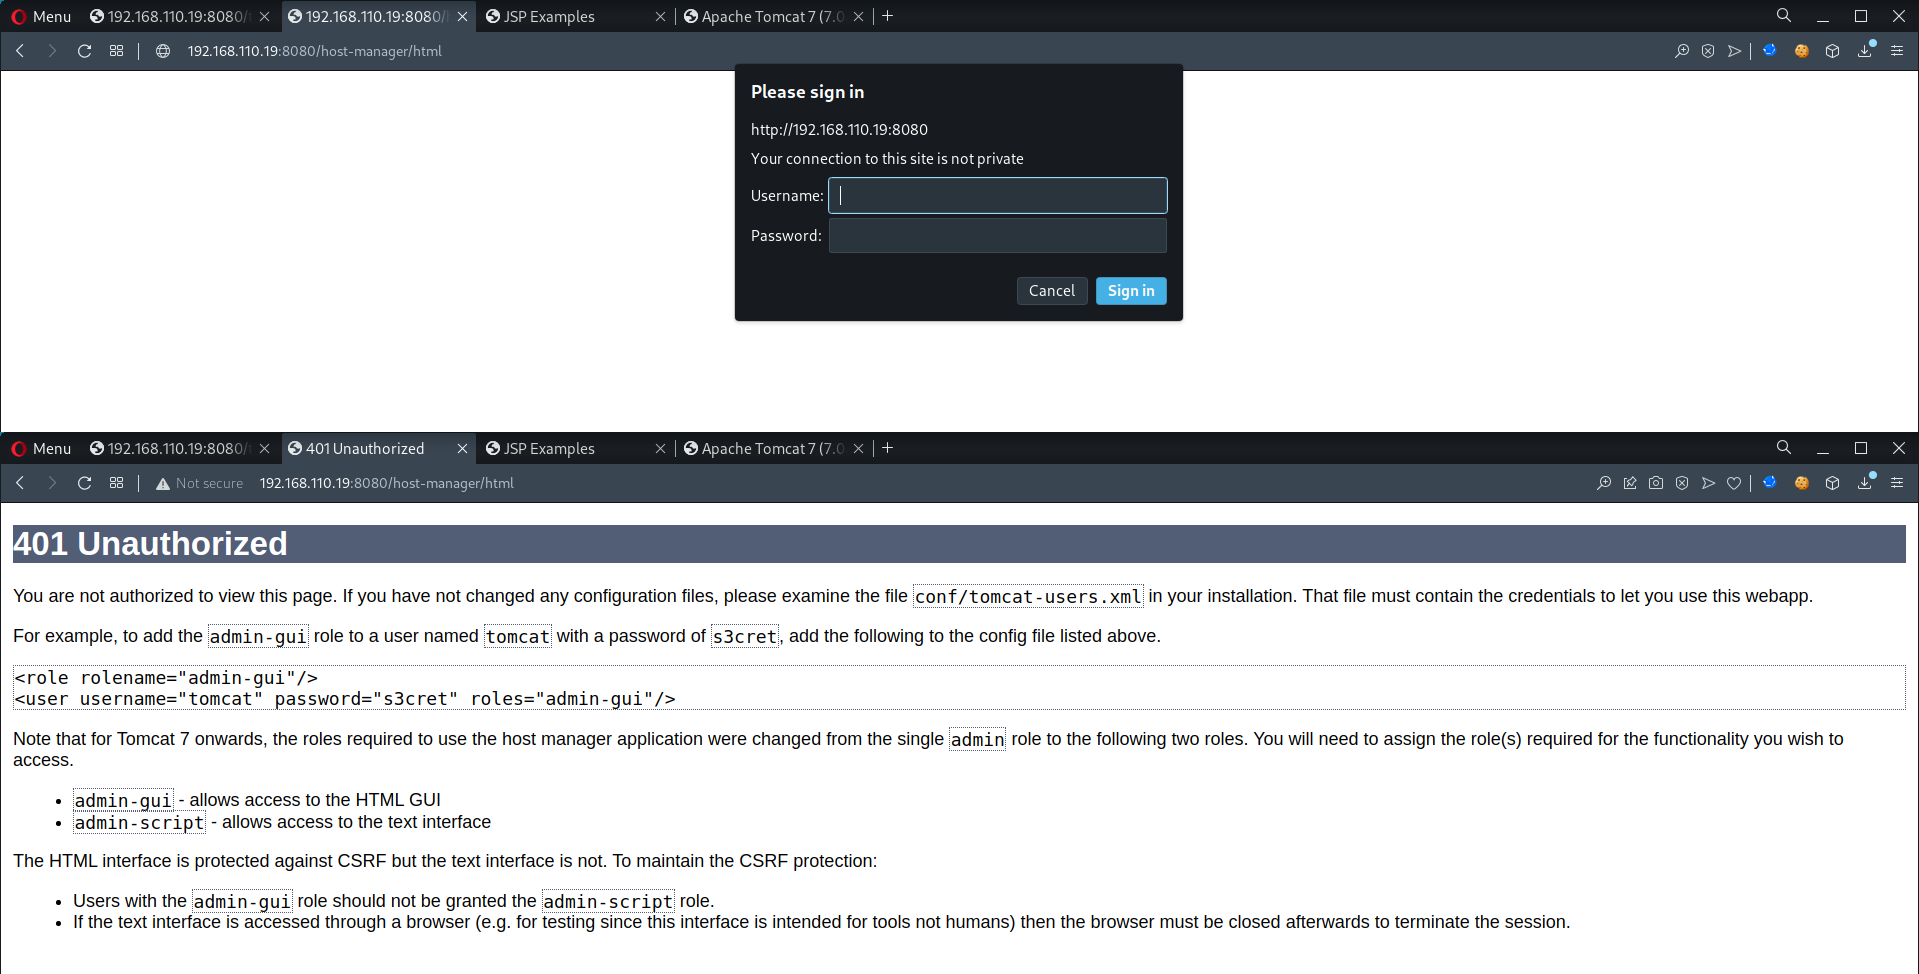 Menu
192.168.110.19:8080/
192.168.110.19:8080/
JSP Examples
Apache Tomcat 7 (7.0
192.168.110.19:8080/host-manager/html
Please sign in
http://192.168.110.19:8080
Your connection to this site is not private
Username:
Password:
Cancel
Sign in
Menu
192.168.110.19:8080/
401 Unauthorized
JSP Examples
Apache Tomcat 7 (7.0
Not secure
192.168.110.19:8080/host-manager/html
401 Unauthorized
You are not authorized to view this page. If you have not changed any configuration files, please examine the file conf/tomcat-users.xml in your installation. That file must contain the credentials to let you use this webapp.
For example, to add the admin-gui role to a user named tomcat with a password of s3cret, add the following to the config file listed above.
<role rolename="admin-gui"/>
<user username="tomcat" password="s3cret" roles="admin-gui"/>
Note that for Tomcat 7 onwards, the roles required to use the host manager application were changed from the single admin role to the following two roles. You will need to assign the role(s) required for the functionality you wish to
access.
admin-gui - allows access to the HTML GUI
admin-script - allows access to the text interface
The HTML interface is protected against CSRF but the text interface is not. To maintain the CSRF protection:
Users with the admin-gui role should not be granted the admin-script role.
If the text interface is accessed through a browser (e.g. for testing since this interface is intended for tools not humans) then the browser must be closed afterwards to terminate the session.